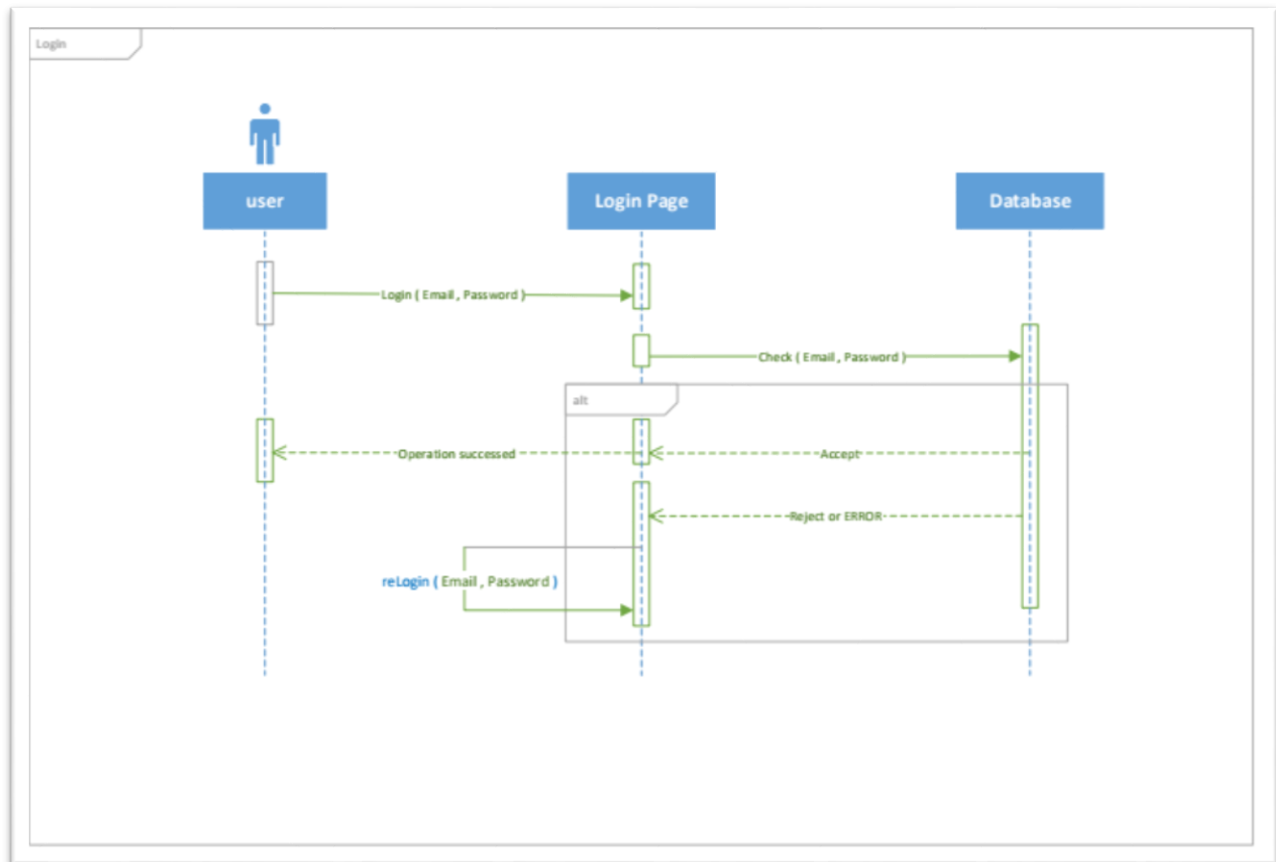 Login
user
Login Page
Database
Login ( Email , Password )
Check ( Email , Password )
alt
Operation successed
Accept
Reject or ERROR
reLogin ( Email , Password )